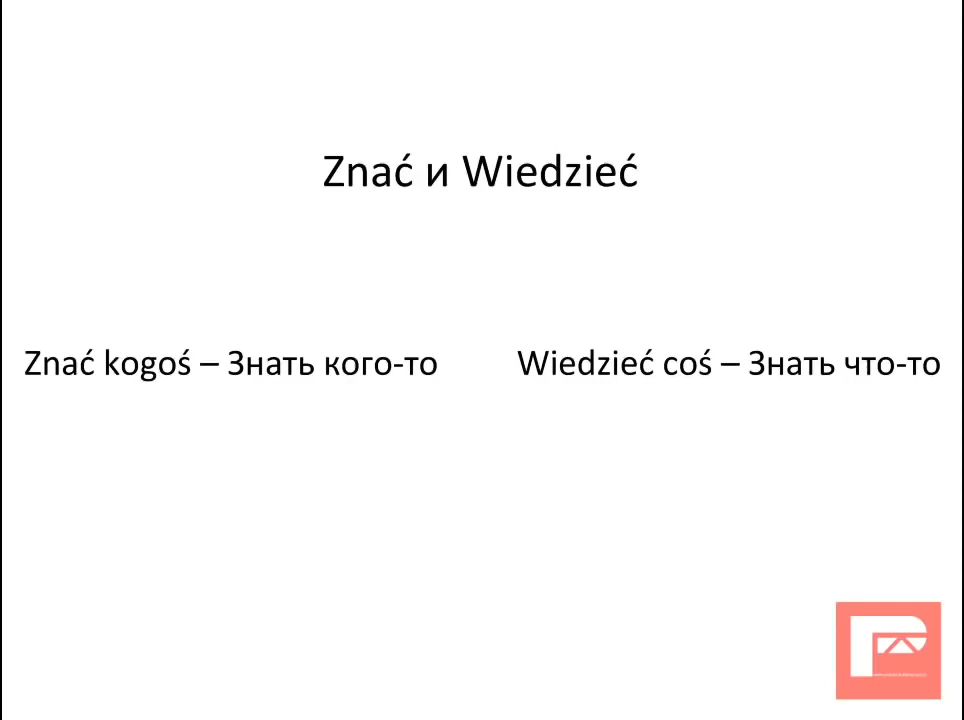 Znać и Wiedzieć
Znać kogoś – Знать кого-то
Wiedzieć coś – Знать что-то